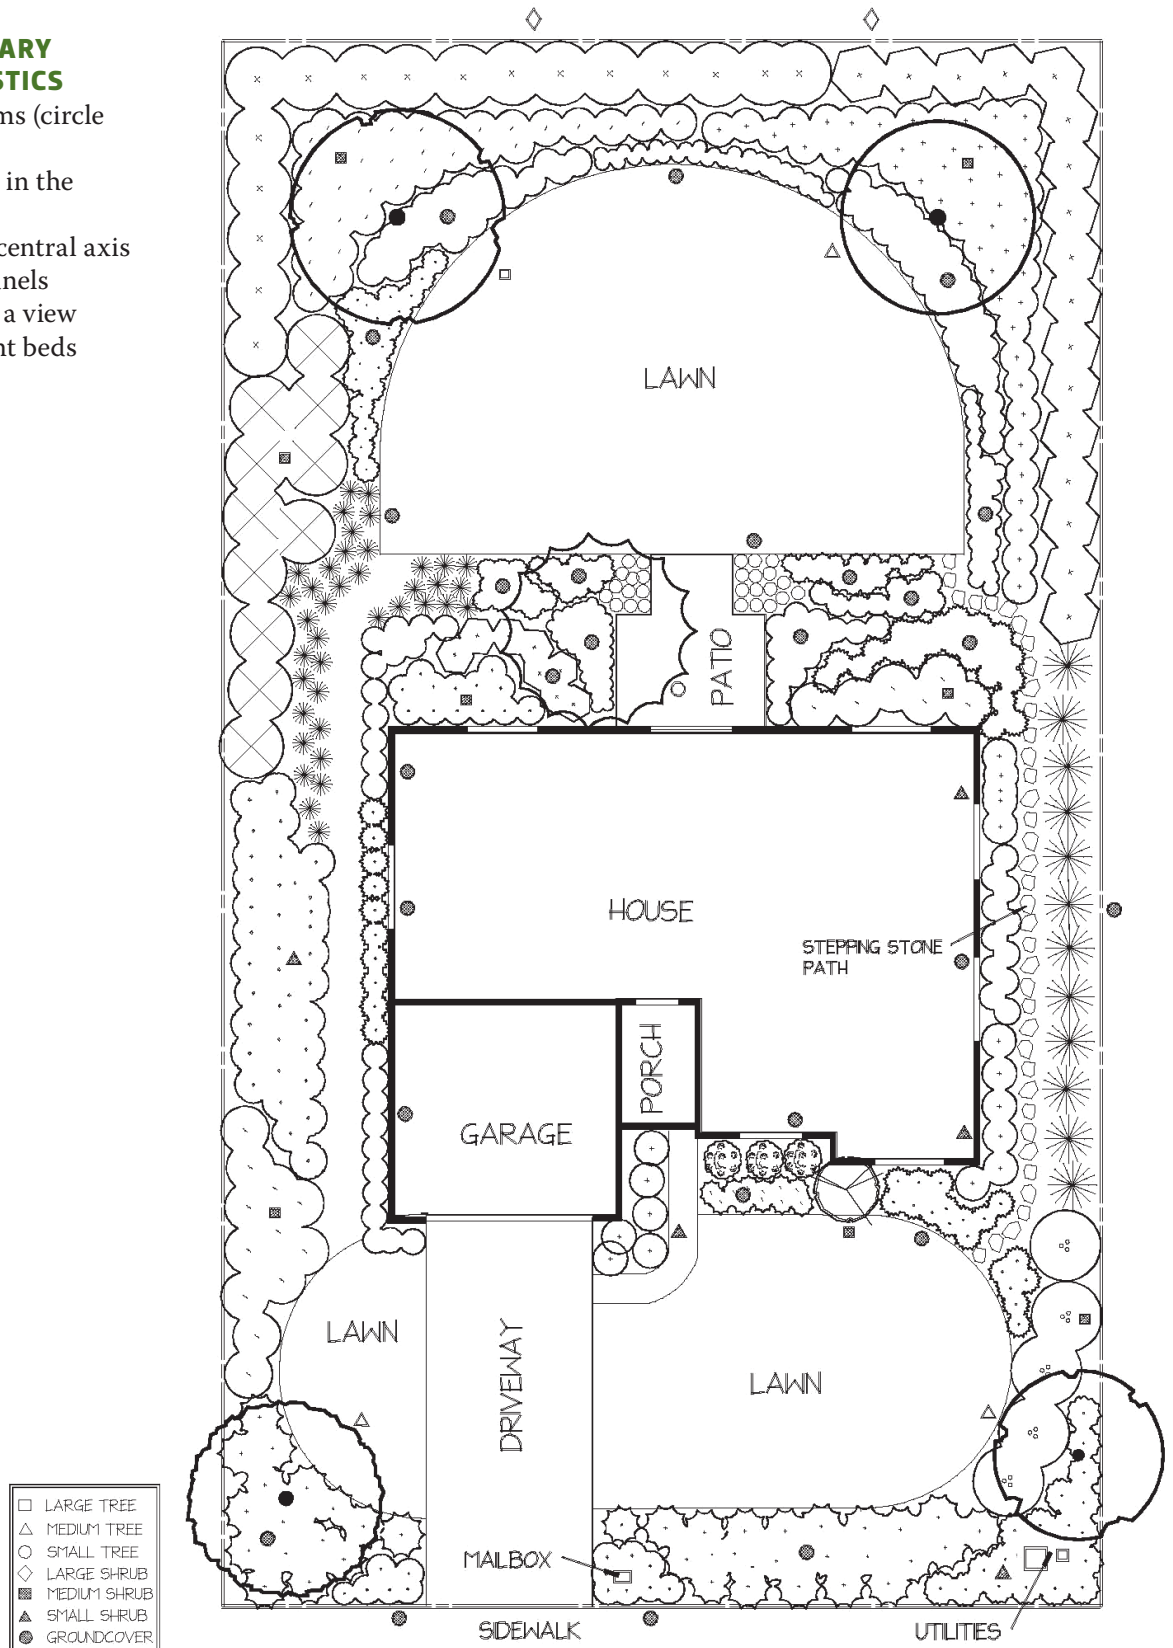 ARY
STICS
ms (circle
in the
central axis
nels
a view
nt beds
LAWN
PATIO
HOUSE
STEPPING STONE
PATH
PORCH
GARAGE
LAWN
DRIVEWAY
LAWN
MAILBOX
SIDEWALK
UTILITIES
LARGE TREE
MEDIUM TREE
SMALL TREE
LARGE SHRUB
MEDIUM SHRUB
SMALL SHRUB
GROUNDCOVER